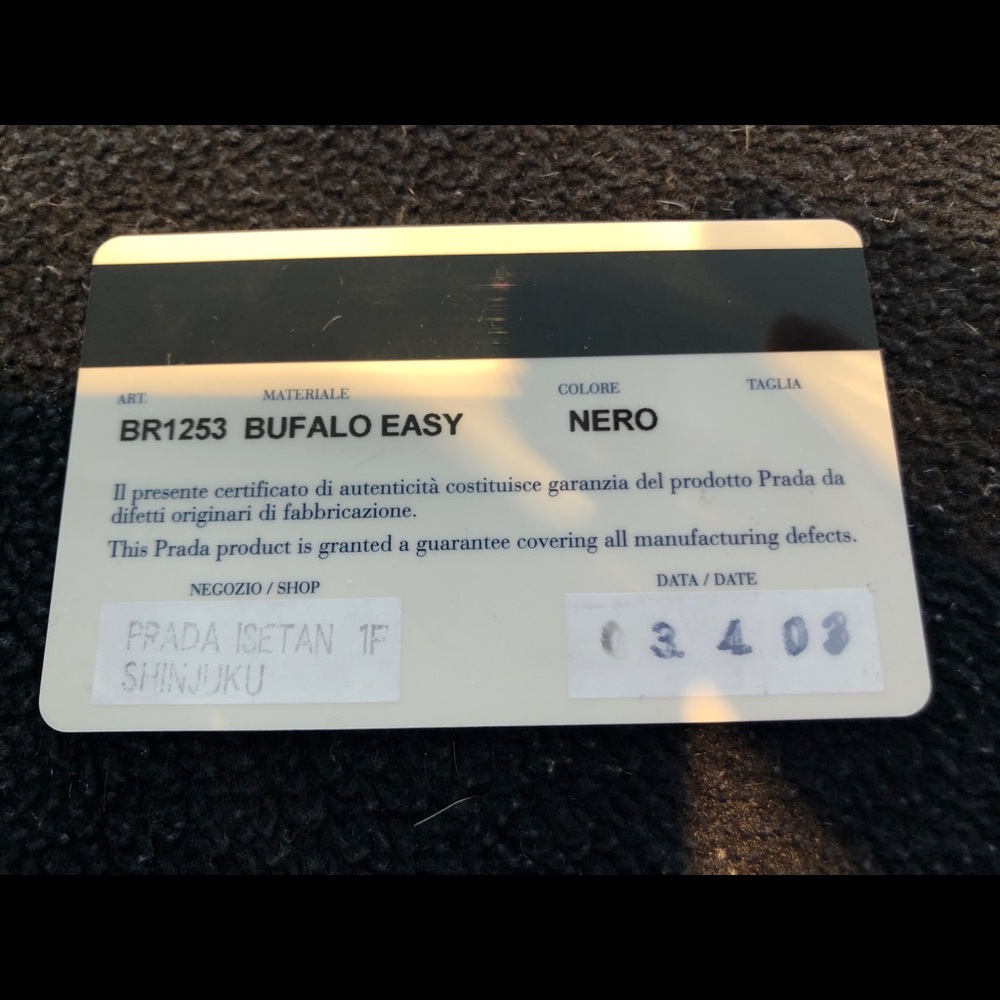 ART. MATERIALE COLORE TAGLIA
BR1253 BUFALO EASY NERO
Il presente certificato di autenticità costituisce garanzia del prodotto Prada da
difetti originari di fabbricazione.
This Prada product is granted a guarantee covering all manufacturing defects.
NEGOZIO / SHOP DATA / DATE
PRADA ISETAN 1F
SHINJUKU
03. 4. 03